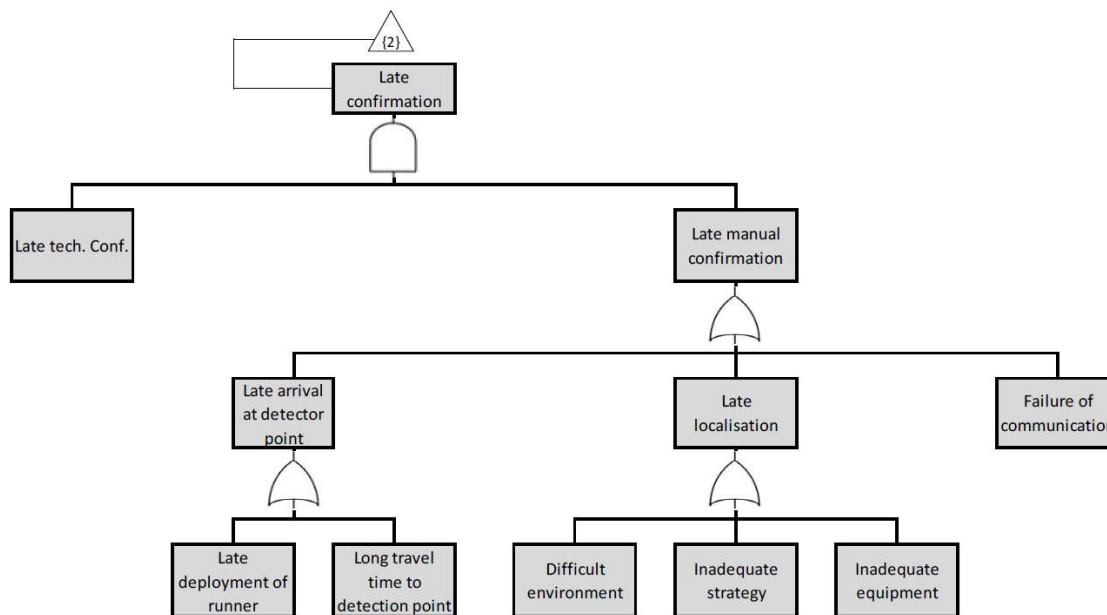 {2}
Late
confirmation
Late tech. Conf.
Late manual
confirmation
Late arrival
at detector
point
Late
localisation
Failure of
communication
Late
deployment of
runner
Long travel
time to
detection point
Difficult
environment
Inadequate
strategy
Inadequate
equipment